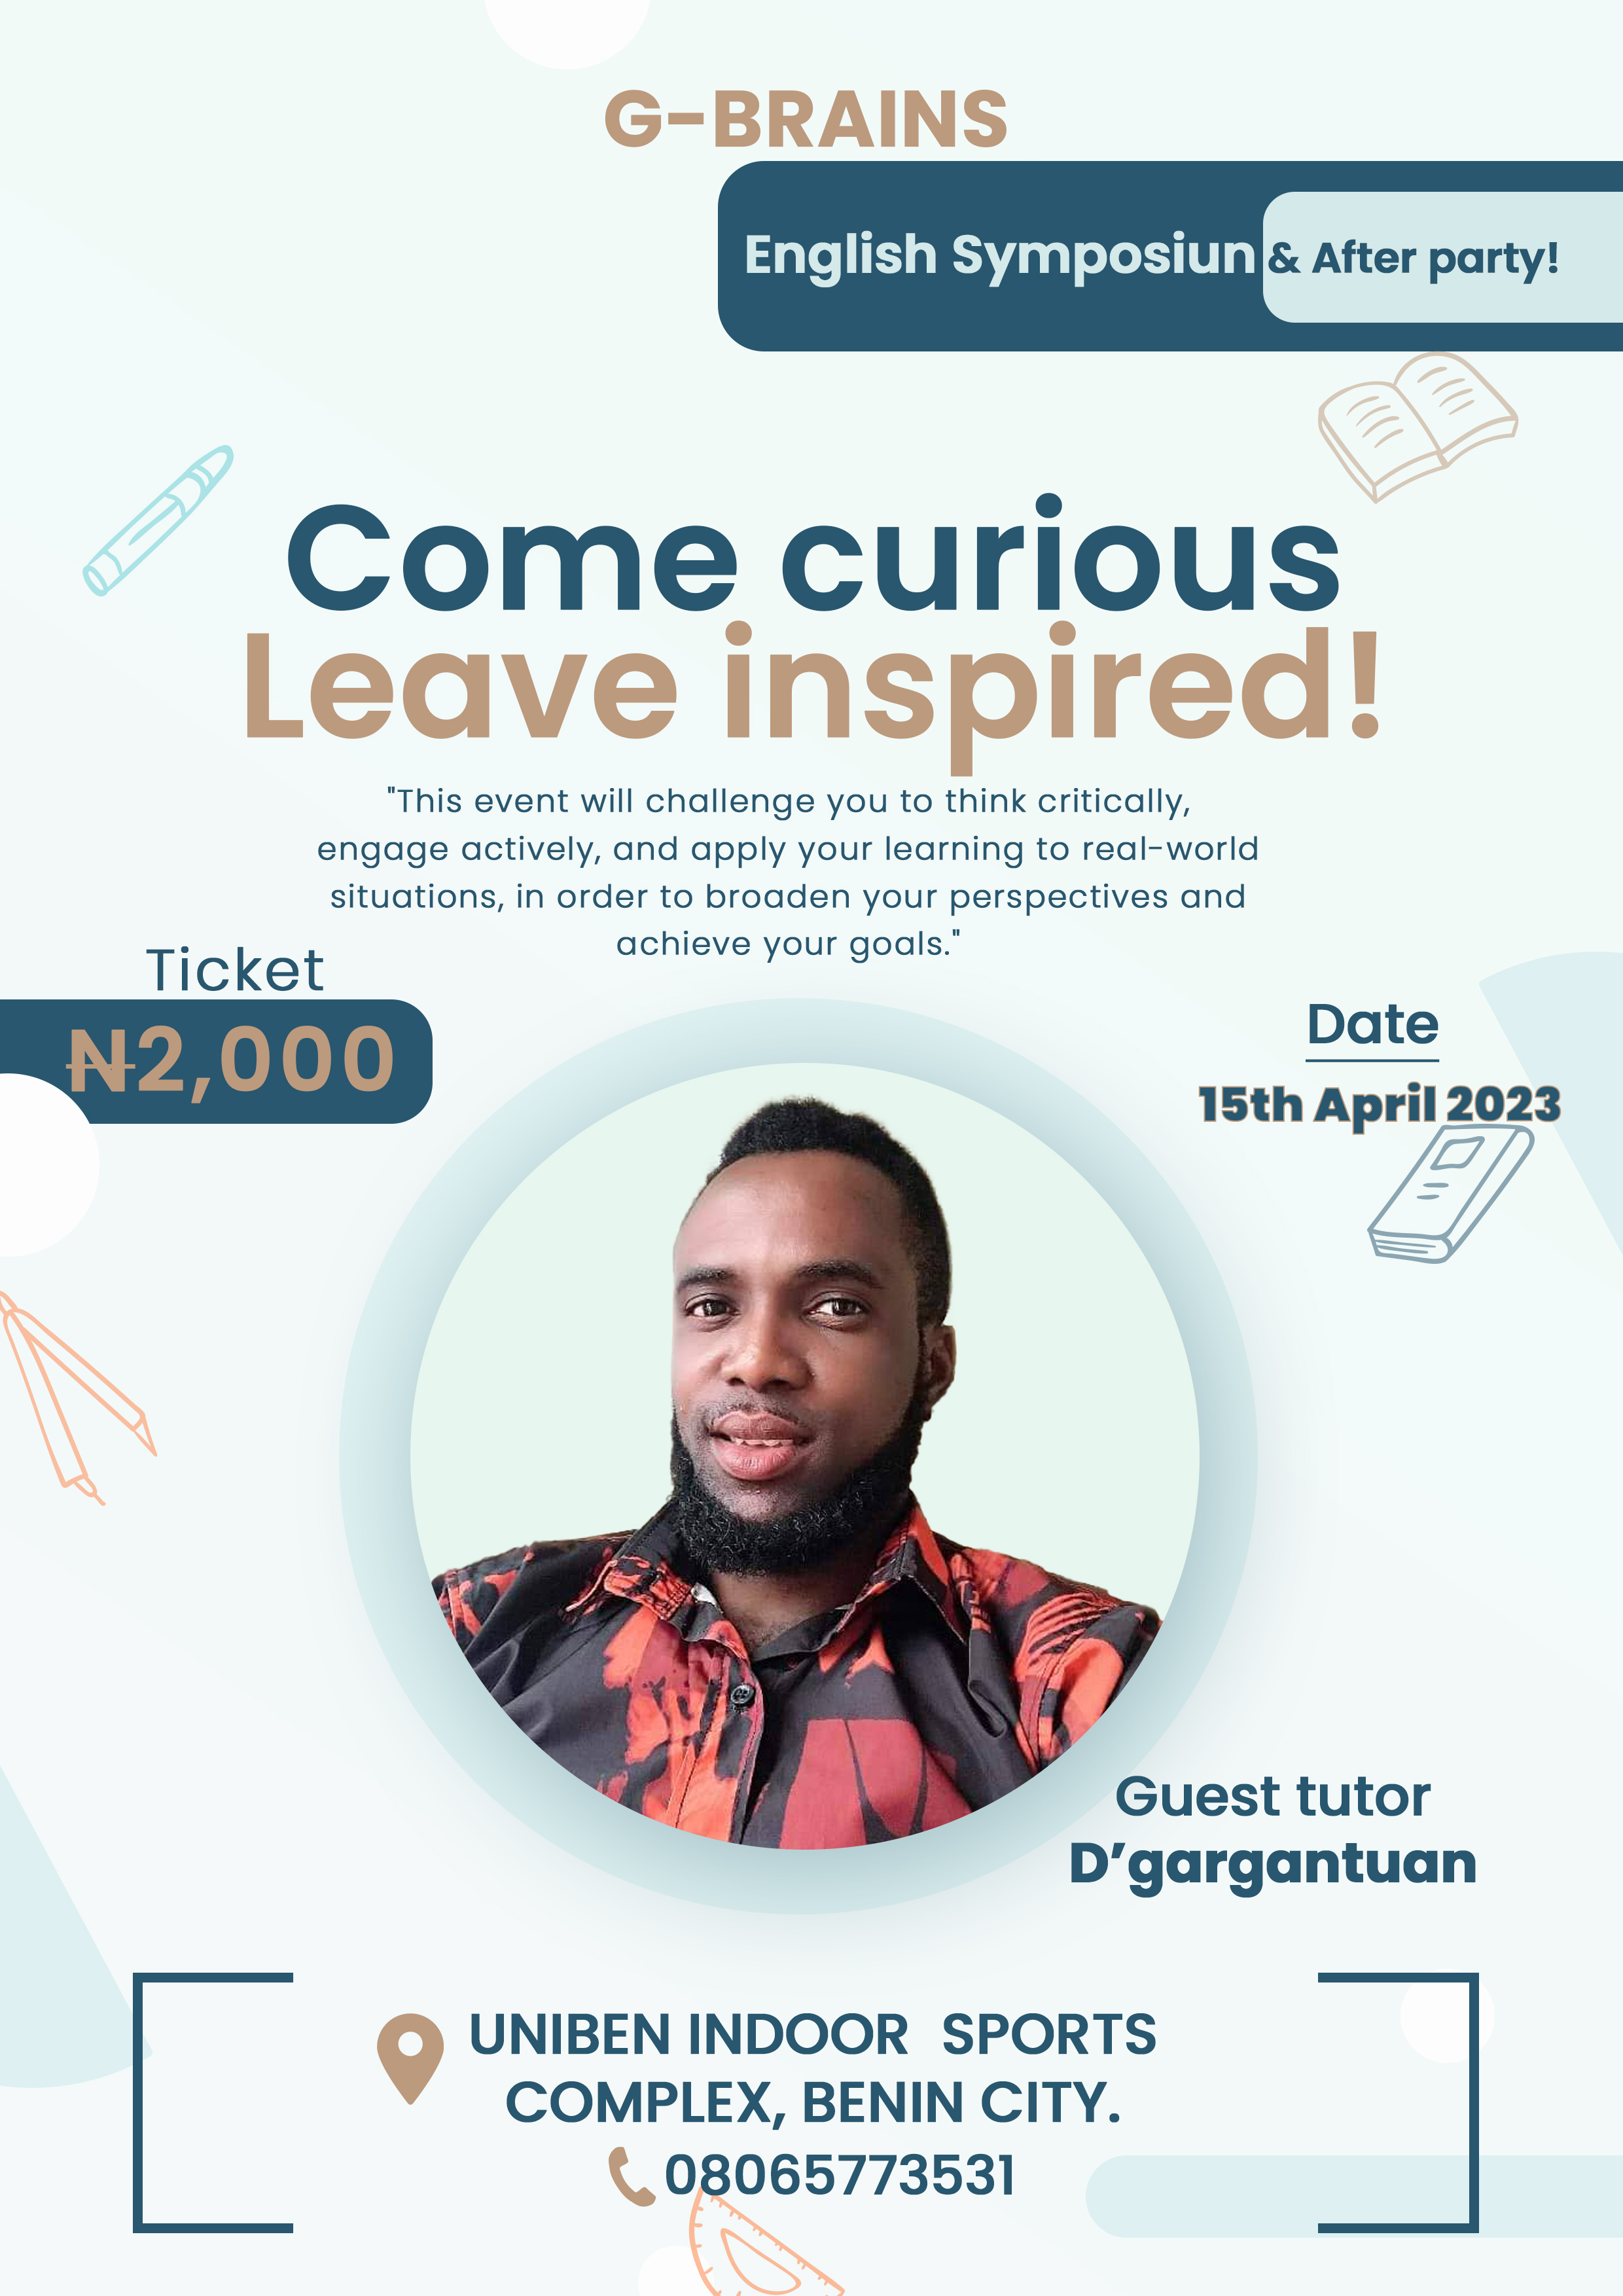 G-BRAINS
English Symposiun & After party!
Come curious
Leave inspired!
"This event will challenge you to think critically,
engage actively, and apply your learning to real-world
situations, in order to broaden your perspectives and
achieve your goals."
Ticket
₦2,000
Date
15th April 2023
Guest tutor
D’gargantuan
UNIBEN INDOOR SPORTS
COMPLEX, BENIN CITY.
08065773531